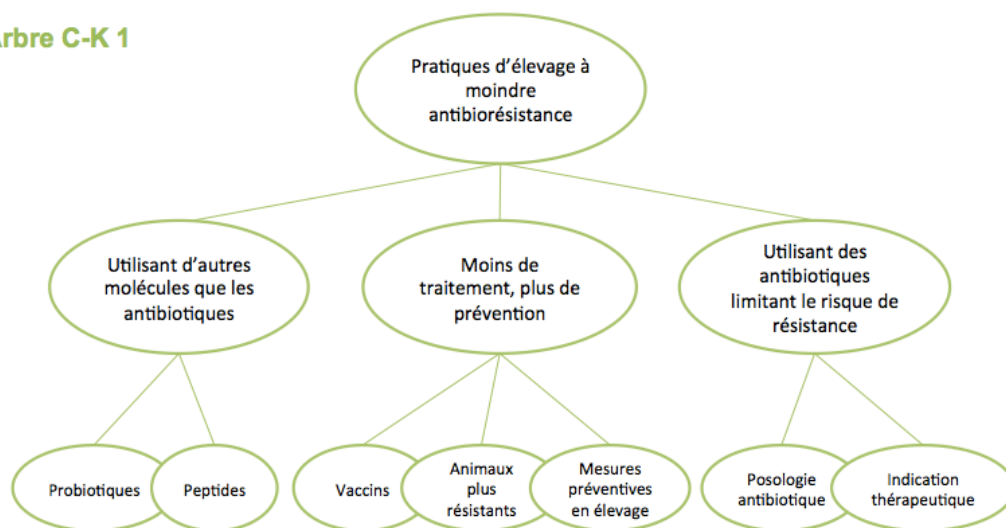 Arbre C-K 1
Pratiques d'élevage à
moindre
antibiorésistance
Utilisant d'autres
molécules que les
antibiotiques
Moins de
traitement, plus de
prévention
Utilisant des
antibiotiques
limitant le risque de
résistance
Probiotiques
Peptides
Vaccins
Animaux
plus
résistants
Mesures
préventives
en élevage
Posologie
antibiotique
Indication
thérapeutique